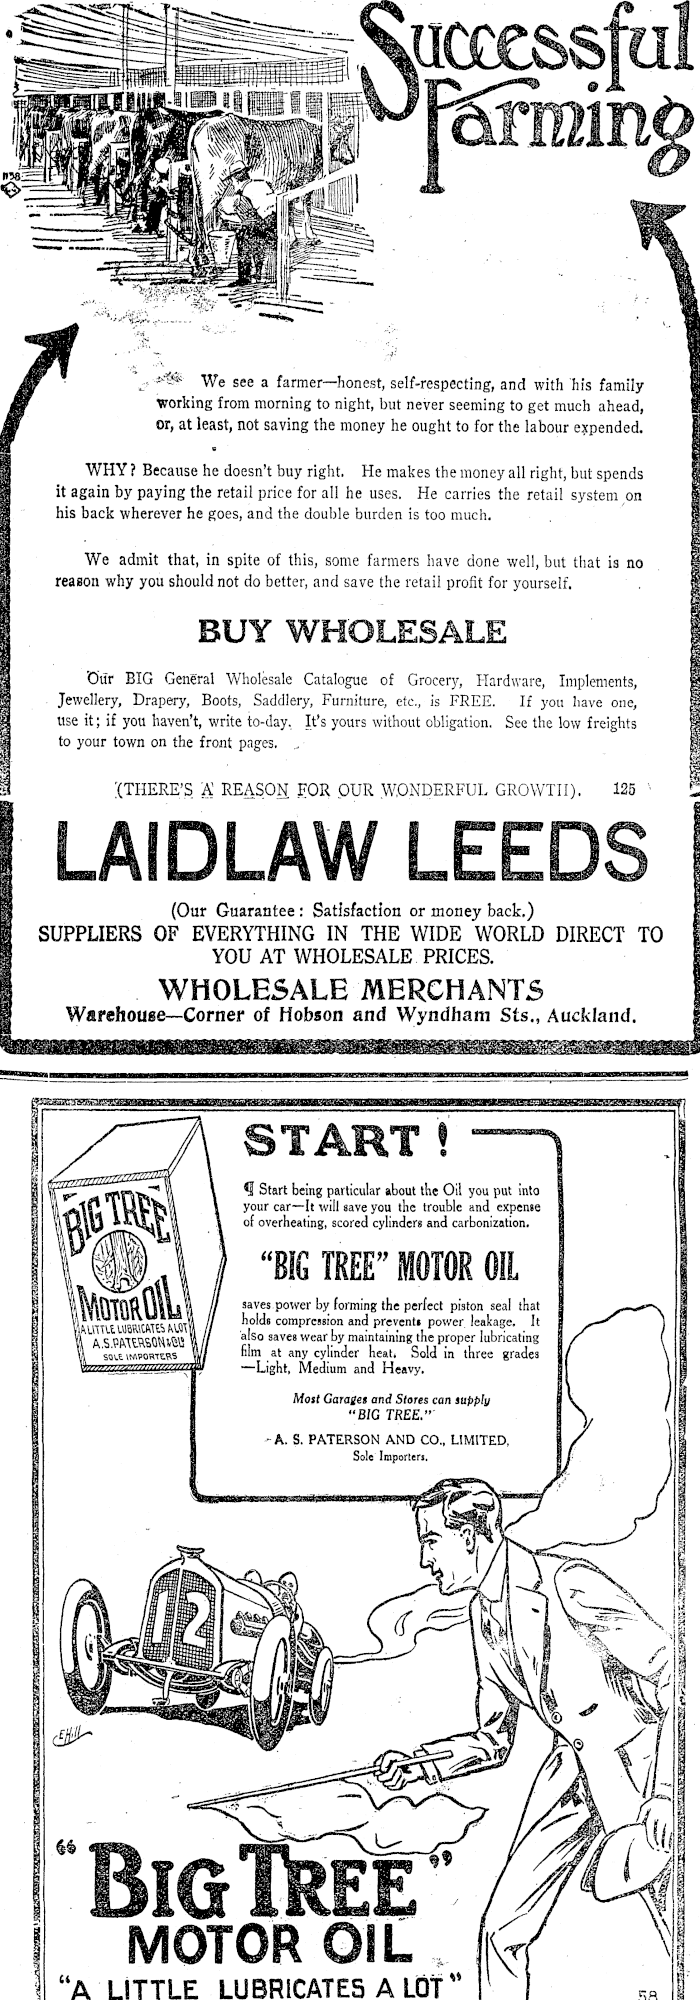 Successful
Farming
1138
We see a farmer—honest, self-respecting, and with his family
working from morning to night, but never seeming to get much ahead,
or, at least, not saving the money he ought to for the labour expended.
WHY? Because he doesn't buy right. He makes the money all right, but spends
it again by paying the retail price for all he uses. He carries the retail system on
his back wherever he goes, and the double burden is too much.
We admit that, in spite of this, some farmers have done well, but that is no
reason why you should not do better, and save the retail profit for yourself.
BUY WHOLESALE
Our BIG General Wholesale Catalogue of Grocery, Hardware, Implements,
Jewellery, Drapery, Boots, Saddlery, Furniture, etc., is FREE. If you have one,
use it; if you haven't, write to-day. It's yours without obligation. See the low freights
to your town on the front pages.
(THERE'S A REASON FOR OUR WONDERFUL GROWTH). 125
LAIDLAW LEEDS
(Our Guarantee: Satisfaction or money back.)
SUPPLIERS OF EVERYTHING IN THE WIDE WORLD DIRECT TO
YOU AT WHOLESALE PRICES.
WHOLESALE MERCHANTS
Warehouse—Corner of Hobson and Wyndham Sts., Auckland.
START!
¶ Start being particular about the Oil you put into
your car—It will save you the trouble and expense
of overheating, scored cylinders and carbonization.
"BIG TREE" MOTOR OIL
saves power by forming the perfect piston seal that
holds compression and prevents power leakage. It
also saves wear by maintaining the proper lubricating
film at any cylinder heat. Sold in three grades
—Light, Medium and Heavy.
Most Garages and Stores can supply
"BIG TREE."
A. S. PATERSON AND CO., LIMITED,
Sole Importers.
BIG TREE
MOTOR OIL
A LITTLE LUBRICATES A LOT
A.S. PATERSON & Co Ltd
SOLE IMPORTERS
12
E. Hill
"BIG TREE"
MOTOR OIL
"A LITTLE LUBRICATES A LOT"
58